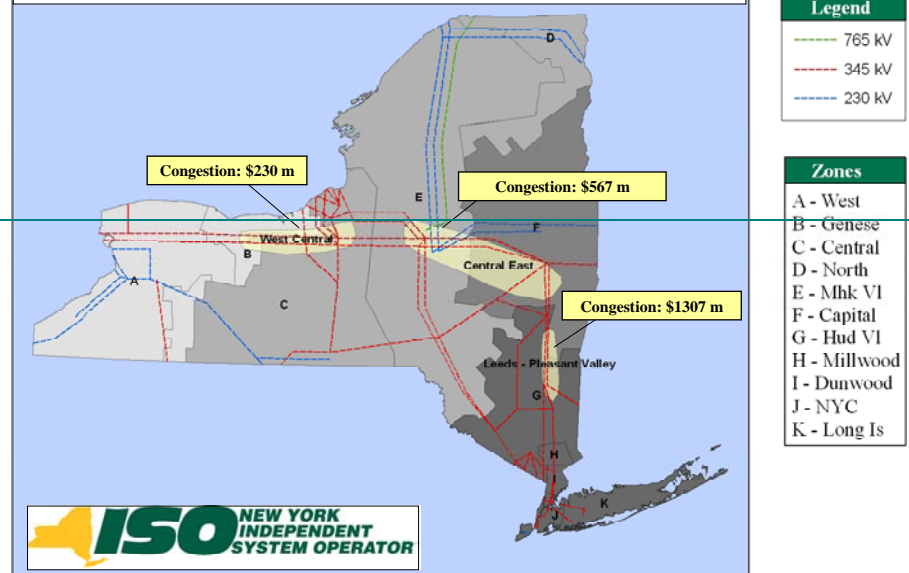 Legend
765 kV
345 kV
230 kV
D
Congestion: $230 m
Congestion: $567 m
E
F
West Central
B
Central East
A
C
Congestion: $1307 m
Leeds - Pleasant Valley
G
H
I
K
J
Zones
A - West
B - Genese
C - Central
D - North
E - Mhk Vl
F - Capital
G - Hud Vl
H - Millwood
I - Dunwood
J - NYC
K - Long Is
ISO NEW YORK
INDEPENDENT
SYSTEM OPERATOR